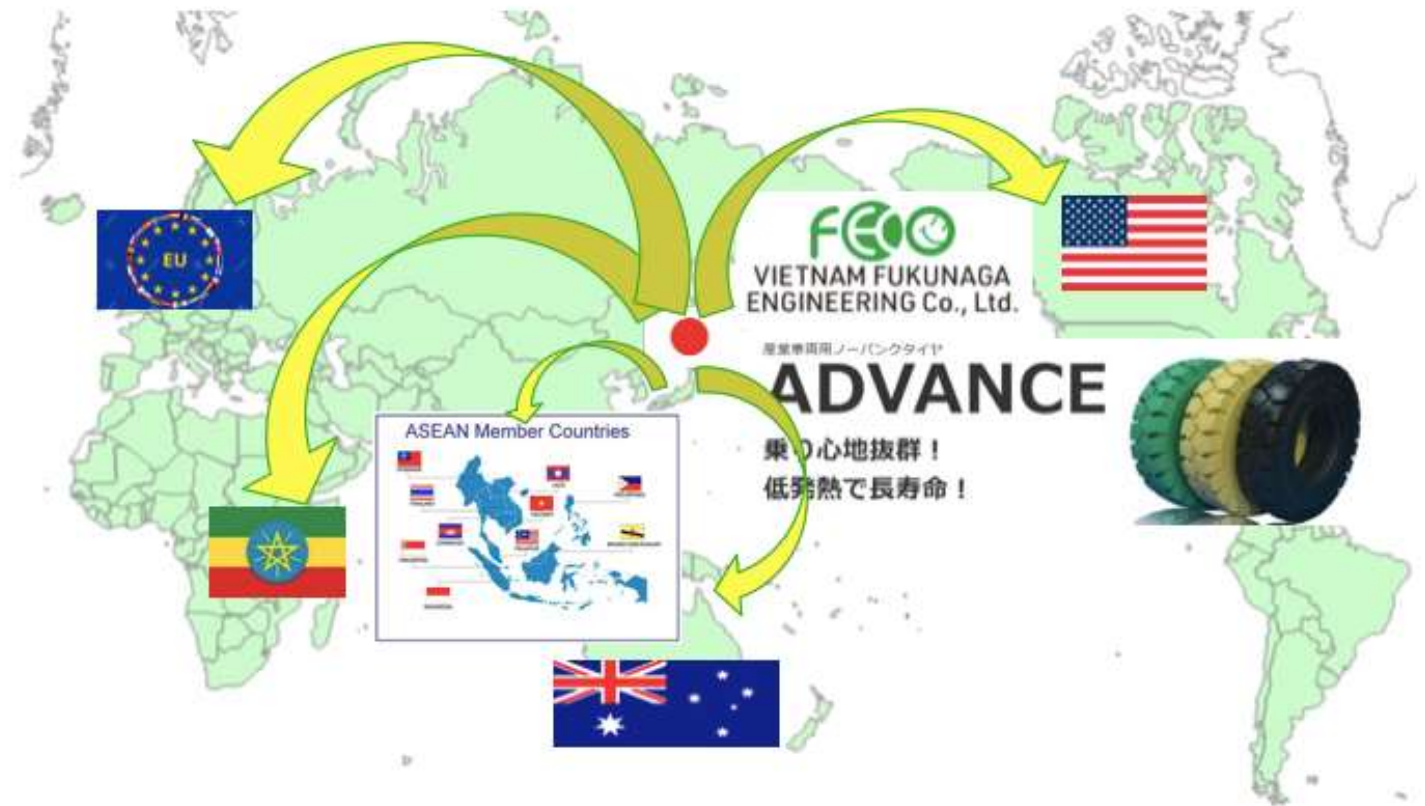 EU
FECO
VIETNAM FUKUNAGA
ENGINEERING Co., Ltd.
産業車両用ノーパンクタイヤ
ADVANCE
乗り心地抜群！
低発熱で長寿命！
ASEAN Member Countries